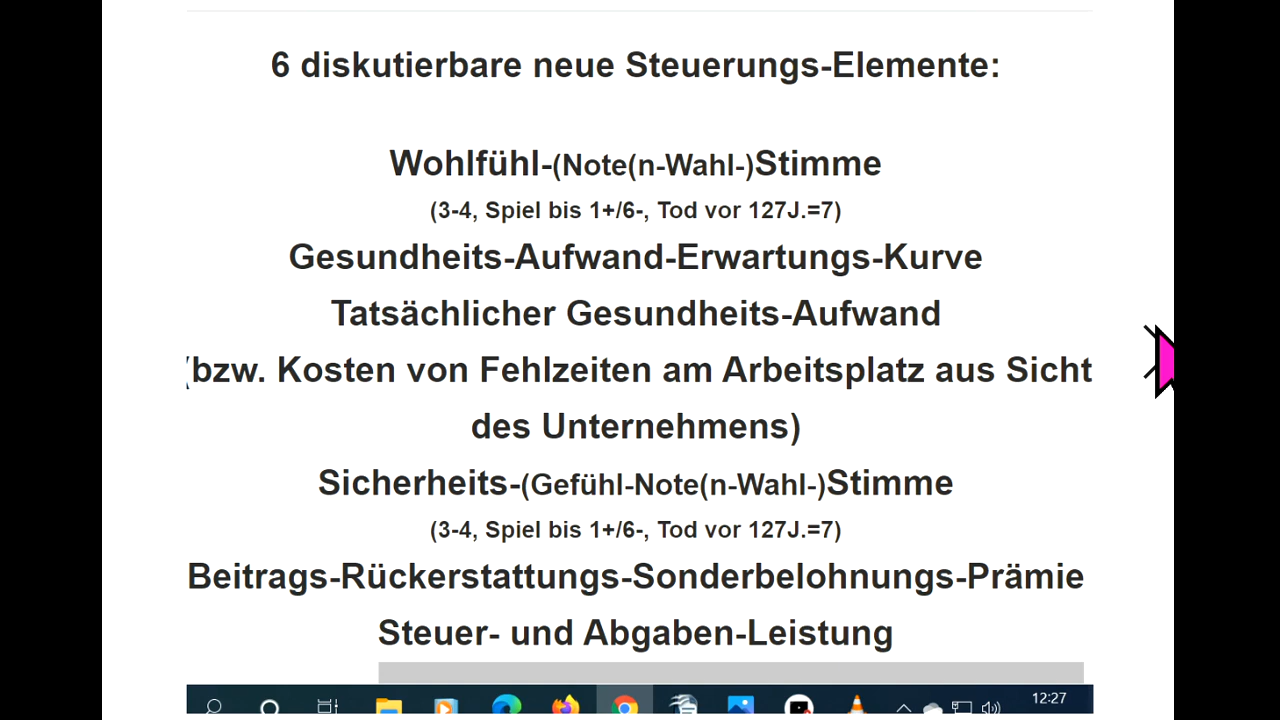 6 diskutierbare neue Steuerungs-Elemente:
Wohlfühl-(Note(n-Wahl-)Stimme
(3-4, Spiel bis 1+/6-, Tod vor 127J.=7)
Gesundheits-Aufwand-Erwartungs-Kurve
Tatsächlicher Gesundheits-Aufwand
(bzw. Kosten von Fehlzeiten am Arbeitsplatz aus Sicht
des Unternehmens)
Sicherheits-(Gefühl-Note(n-Wahl-)Stimme
(3-4, Spiel bis 1+/6-, Tod vor 127J.=7)
Beitrags-Rückerstattungs-Sonderbelohnungs-Prämie
Steuer- und Abgaben-Leistung
12:27